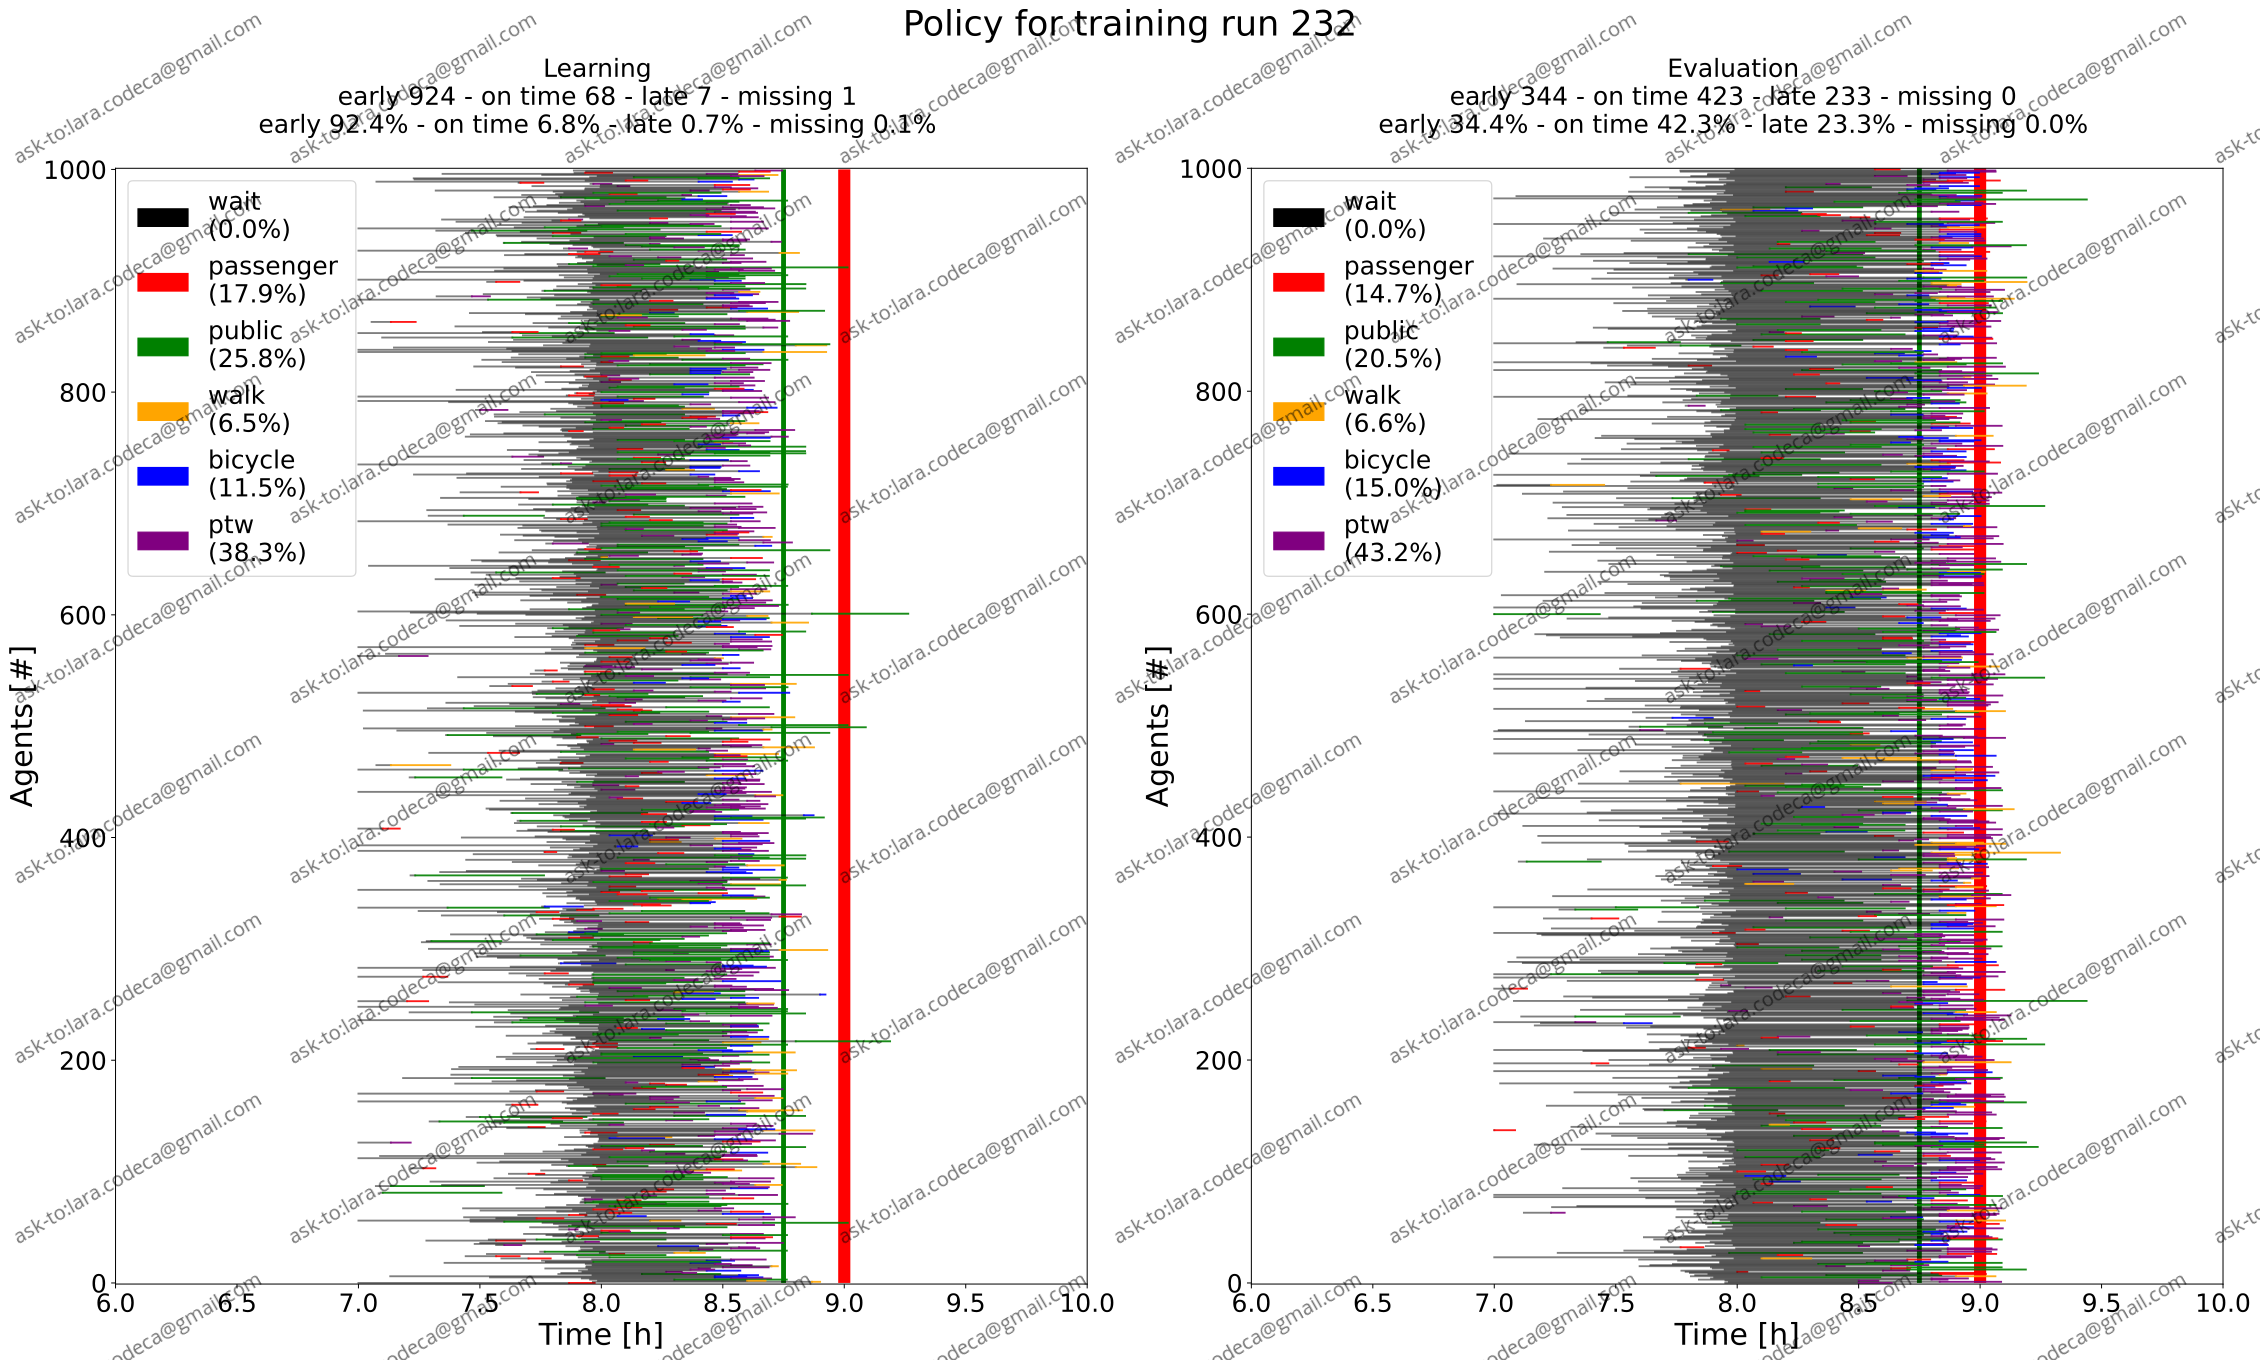 Policy for training run 232
Learning
early 924 - on time 68 - late 7 - missing 1
early 92.4% - on time 6.8% - late 0.7% - missing 0.1%
Agents [#]
1000
800
600
400
200
0
wait
(0.0%)
passenger
(17.9%)
public
(25.8%)
walk
(6.5%)
bicycle
(11.5%)
ptw
(38.3%)
6.0 6.5 7.0 7.5 8.0 8.5 9.0 9.5 10.0
Time [h]
Evaluation
early 344 - on time 423 - late 233 - missing 0
early 34.4% - on time 42.3% - late 23.3% - missing 0.0%
Agents [#]
1000
800
600
400
200
0
wait
(0.0%)
passenger
(14.7%)
public
(20.5%)
walk
(6.6%)
bicycle
(15.0%)
ptw
(43.2%)
6.0 6.5 7.0 7.5 8.0 8.5 9.0 9.5 10.0
Time [h]
ask-to:lara.codeca@gmail.com